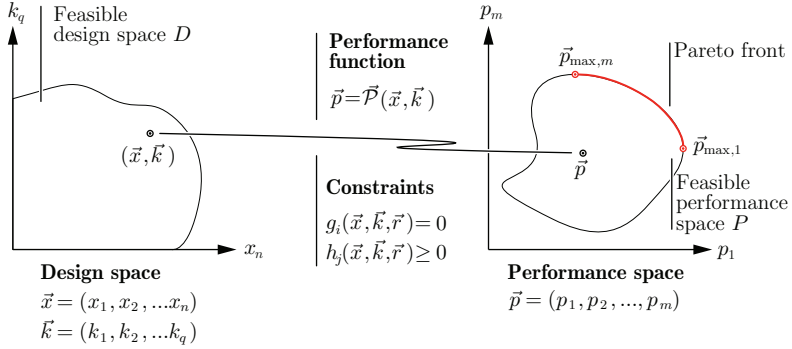 k_q
Feasible
design space D
(x⃗,k⃗)
x_n
Design space
x⃗ = (x_1, x_2, ...x_n)
k⃗ = (k_1, k_2, ...k_q)
Performance
function
p⃗=𝒫⃗(x⃗,k⃗)
Constraints
g_i(x⃗,k⃗,r⃗)= 0
h_j(x⃗,k⃗,r⃗)≥ 0
p_m
p⃗_max,m
Pareto front
p⃗_max,1
p⃗
Feasible
performance
space P
p_1
Performance space
p⃗ = (p_1, p_2, ..., p_m)